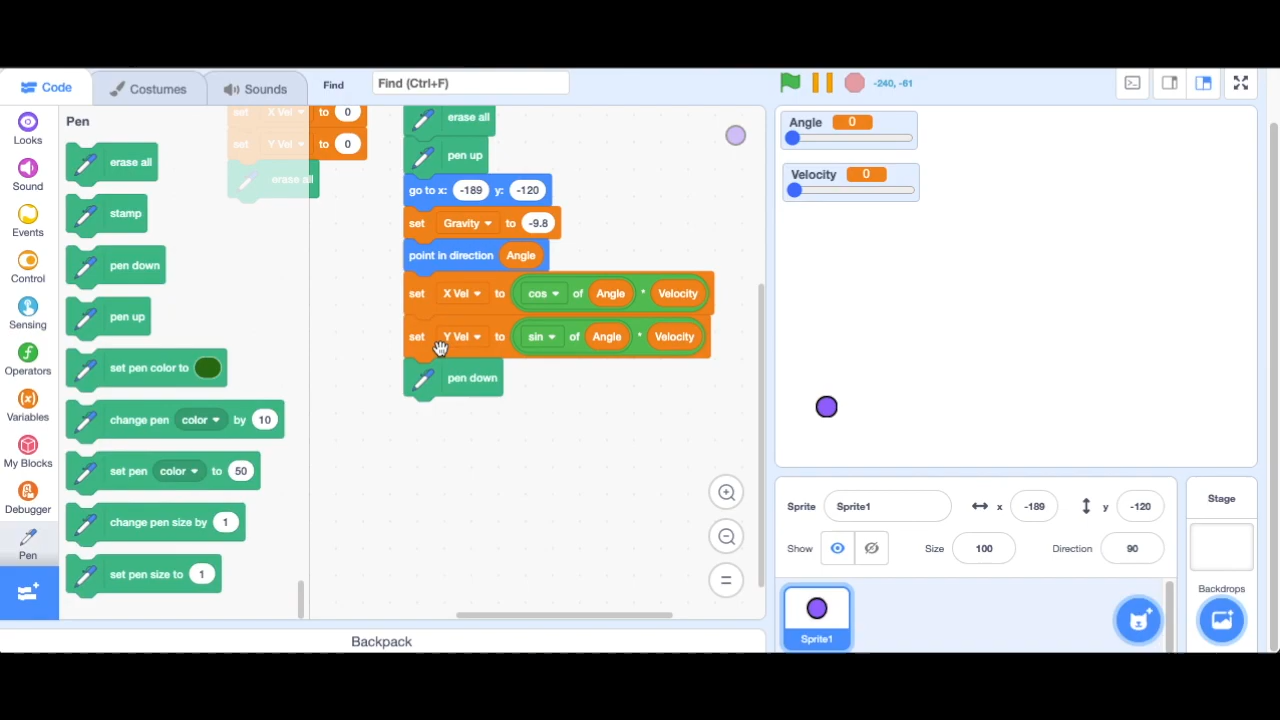 Code
Costumes
Sounds
Find
Find (Ctrl+F)
-240, -61
Looks
Sound
Events
Control
Sensing
Operators
Variables
My Blocks
Debugger
Pen
Pen
erase all
stamp
pen down
pen up
set pen color to
change pen color by 10
set pen color to 50
change pen size by 1
set pen size to 1
set X Vel to 0
set Y Vel to 0
erase all
erase all
pen up
go to x: -189 y: -120
set Gravity to -9.8
point in direction Angle
set X Vel to cos of Angle * Velocity
set Y Vel to sin of Angle * Velocity
pen down
Backpack
Angle 0
Velocity 0
Sprite Sprite1 x -189 y -120
Show Size 100 Direction 90
Sprite1
Stage
Backdrops